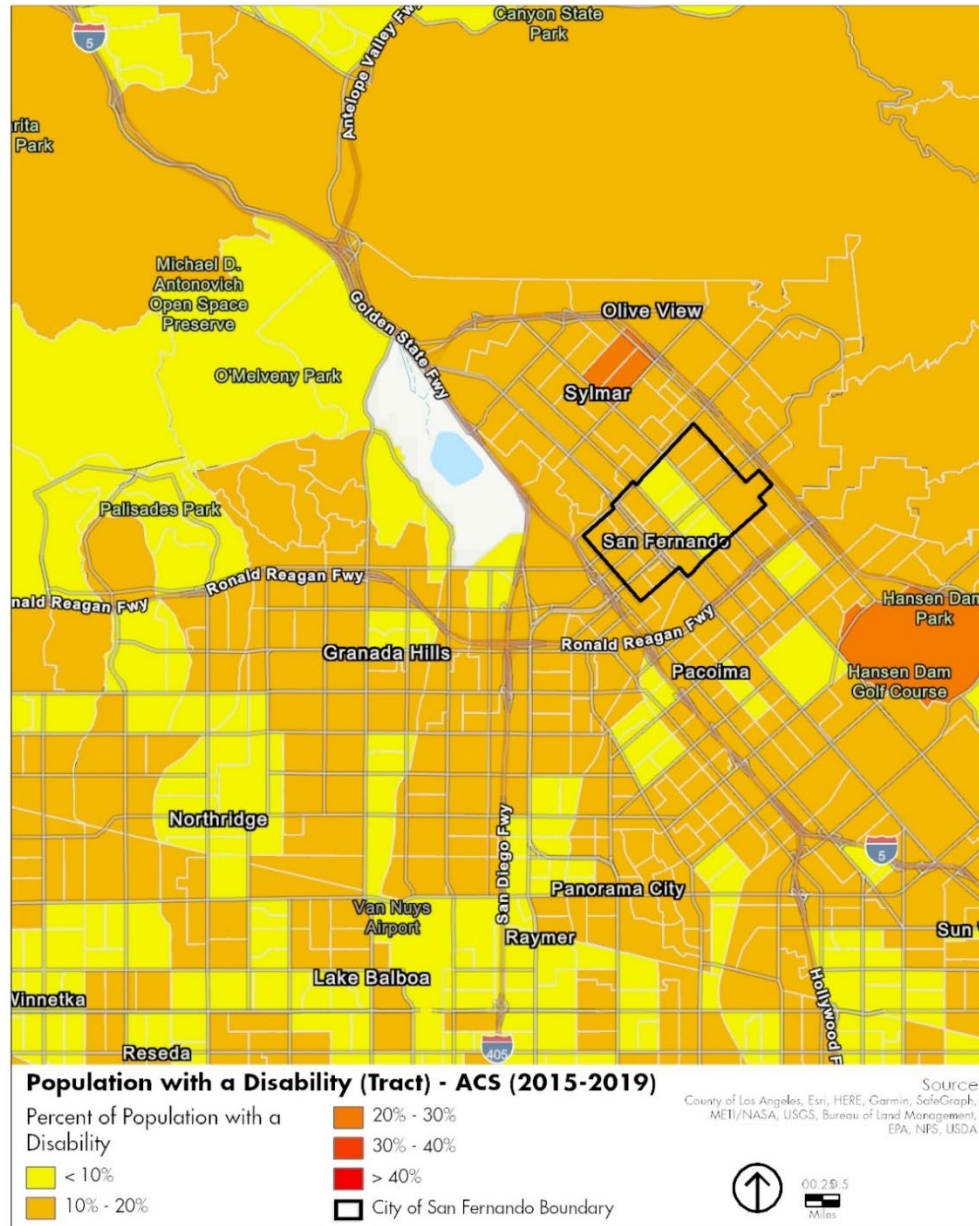 Canyon State
Park
5
Antelope Valley Fwy
rita
Park
Michael D.
Antonovich
Open Space
Preserve
Golden State Fwy
Olive View
O'Melveny Park
Sylmar
Palisades Park
San Fernando
nald Reagan Fwy
Ronald Reagan Fwy
Hansen Dam
Park
Ronald Reagan Fwy
Granada Hills
Pacoima
Hansen Dam
Golf Course
Northridge
San Diego Fwy
5
Panorama City
Van Nuys
Airport
Raymer
Sun
Lake Balboa
Winnetka
Hollywood F
Reseda
405
Population with a Disability (Tract) - ACS (2015-2019)
Percent of Population with a
Disability
< 10%
10% - 20%
20% - 30%
30% - 40%
> 40%
City of San Fernando Boundary
Source
County of Los Angeles, Esri, HERE, Garmin, SafeGraph,
METI/NASA, USGS, Bureau of Land Management,
EPA, NPS, USDA
Miles